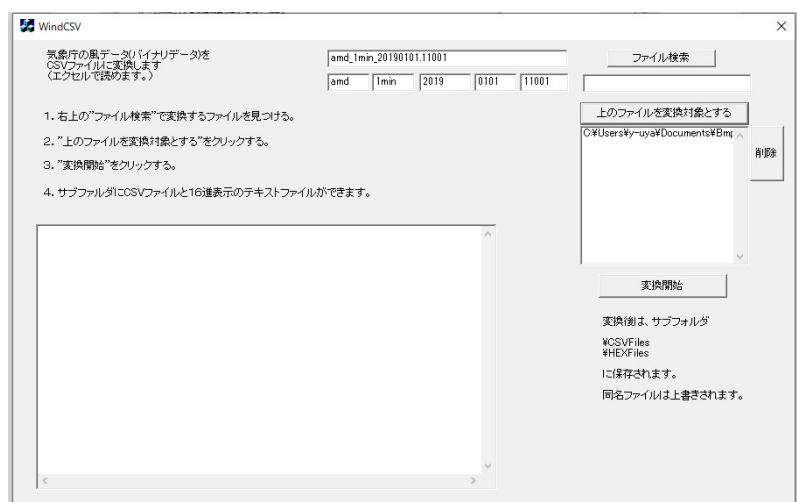 WindCSV
気象庁の風データ(バイナリデータ)を
CSVファイルに変換します
(エクセルで読めます。)
amd_1min_20190101.11001
amd 1min 2019 0101 11001
ファイル検索
上のファイルを変換対象とする
C:¥Users¥y-uya¥Documents¥Bmp
削除
1. 右上の"ファイル検索"で変換するファイルを見つける。
2. "上のファイルを変換対象とする"をクリックする。
3. "変換開始"をクリックする。
4. サブファルダにCSVファイルと16進表示のテキストファイルができます。
変換開始
変換後は、サブフォルダ
¥CSVFiles
¥HEXFiles
に保存されます。
同名ファイルは上書きされます。